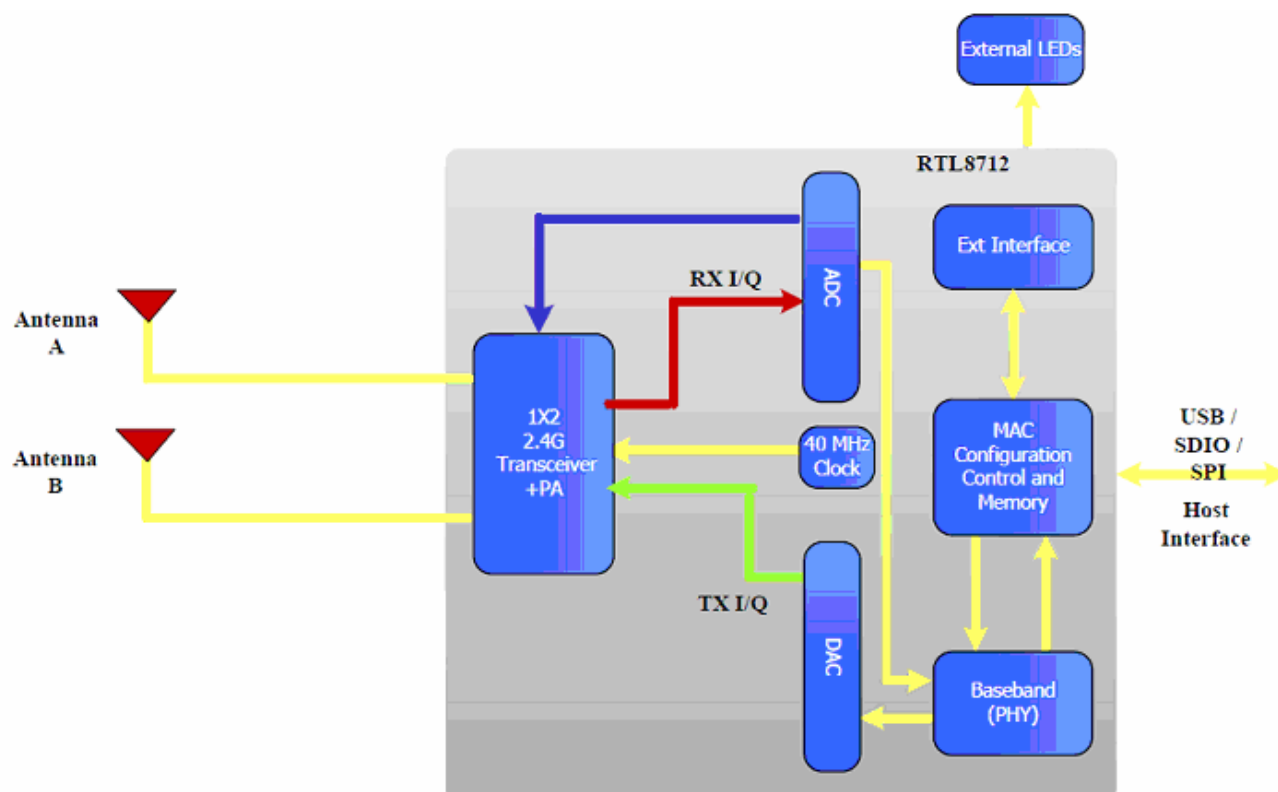 External LEDs
RTL8712
Ext Interface
ADC
RX I/Q
Antenna
A
1X2
2.4G
Transceiver
+PA
40 MHz
Clock
MAC
Configuration
Control and
Memory
USB /
SDIO /
SPI
Host
Interface
Antenna
B
TX I/Q
DAC
Baseband
(PHY)